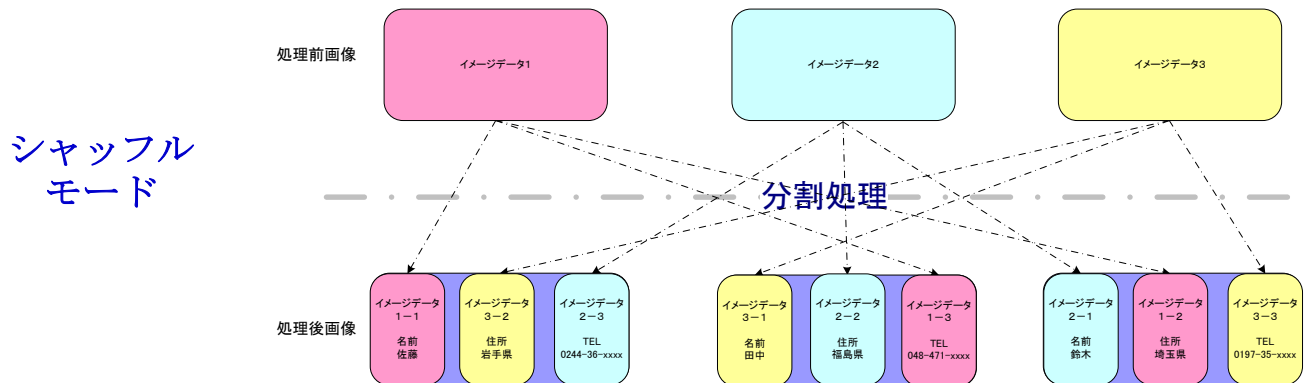 処理前画像
イメージデータ1
イメージデータ2
イメージデータ3
シャッフル
モード
分割処理
処理後画像
イメージデータ
1－1
名前
佐藤
イメージデータ
3－2
住所
岩手県
イメージデータ
2－3
TEL
0244-36-xxxx
イメージデータ
3－1
名前
田中
イメージデータ
2－2
住所
福島県
イメージデータ
1－3
TEL
048-471-xxxx
イメージデータ
2－1
名前
鈴木
イメージデータ
1－2
住所
埼玉県
イメージデータ
3－3
TEL
0197-35-xxxx